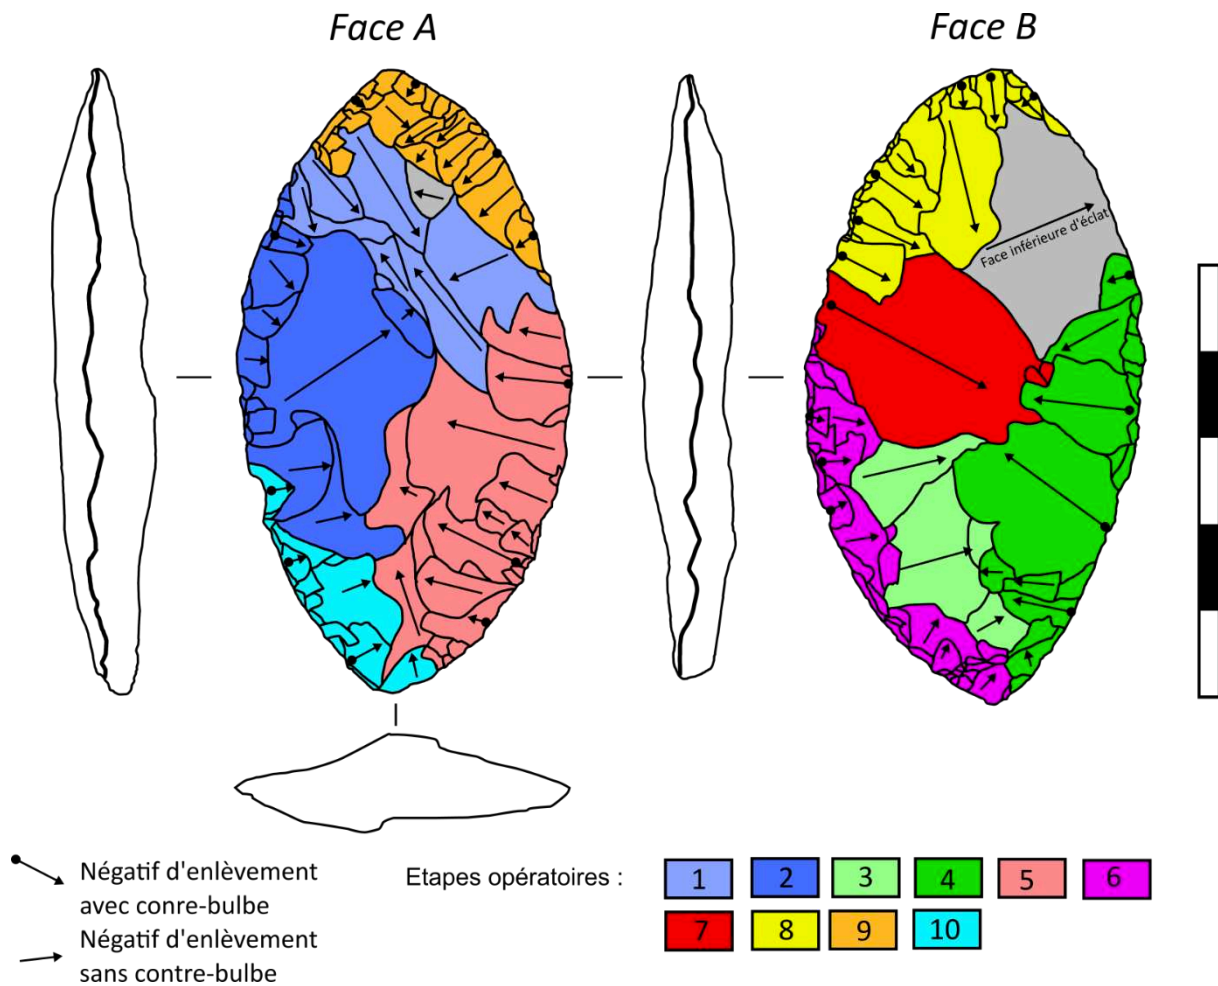 Face A
Face B
Face inférieure d'éclat
Négatif d'enlèvement
avec conre-bulbe
Négatif d'enlèvement
sans contre-bulbe
Etapes opératoires :
1 2 3 4 5 6
7 8 9 10